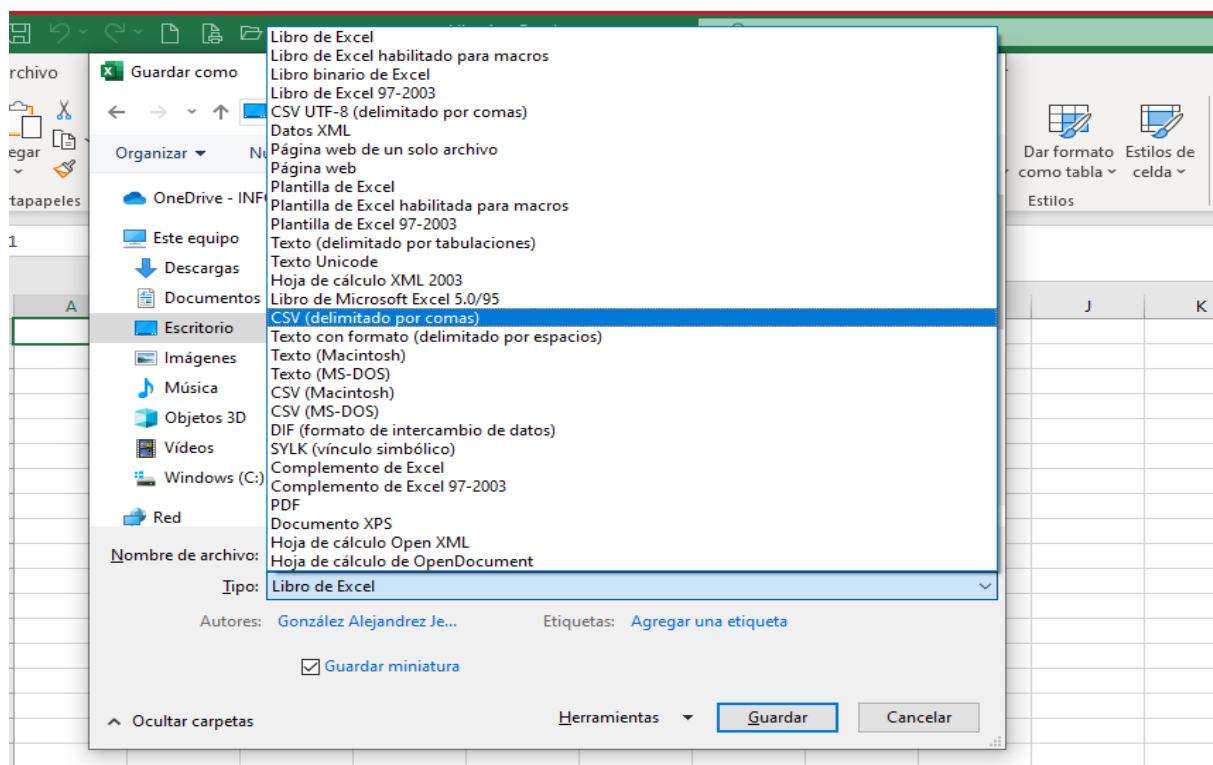 rchivo
Guardar como
egar
Organizar
Nu
tapapeles
1
A
J
K
OneDrive - INF
Este equipo
Descargas
Documentos
Escritorio
Imágenes
Música
Objetos 3D
Vídeos
Windows (C:)
Red
Libro de Excel
Libro de Excel habilitado para macros
Libro binario de Excel
Libro de Excel 97-2003
CSV UTF-8 (delimitado por comas)
Datos XML
Página web de un solo archivo
Página web
Plantilla de Excel
Plantilla de Excel habilitada para macros
Plantilla de Excel 97-2003
Texto (delimitado por tabulaciones)
Texto Unicode
Hoja de cálculo XML 2003
Libro de Microsoft Excel 5.0/95
CSV (delimitado por comas)
Texto con formato (delimitado por espacios)
Texto (Macintosh)
Texto (MS-DOS)
CSV (Macintosh)
CSV (MS-DOS)
DIF (formato de intercambio de datos)
SYLK (vínculo simbólico)
Complemento de Excel
Complemento de Excel 97-2003
PDF
Documento XPS
Hoja de cálculo Open XML
Hoja de cálculo de OpenDocument
Dar formato
como tabla
Estilos de
celda
Estilos
Nombre de archivo:
Tipo: Libro de Excel
Autores: González Alejandrez Je... Etiquetas: Agregar una etiqueta
Guardar miniatura
Ocultar carpetas Herramientas Guardar Cancelar